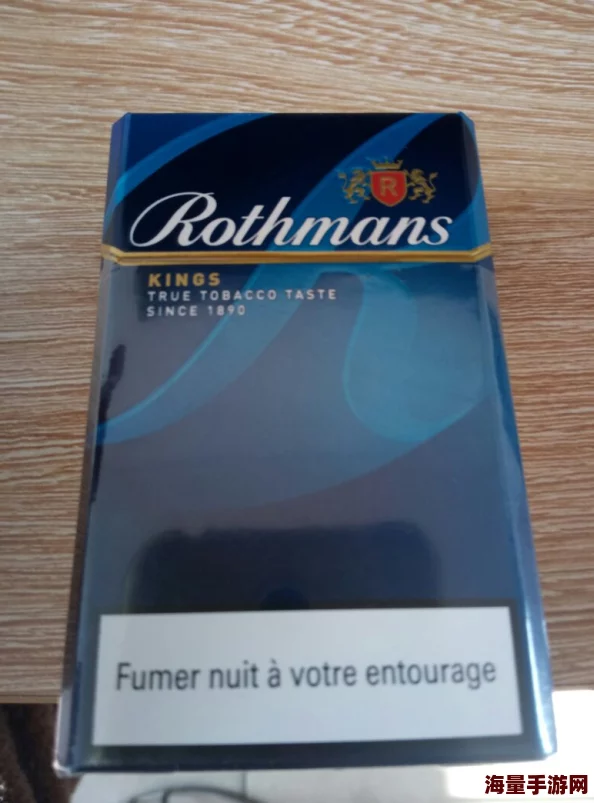 R
Rothmans
KINGS
TRUE TOBACCO TASTE
SINCE 1890
Fumer nuit à votre entourage
海量手游网